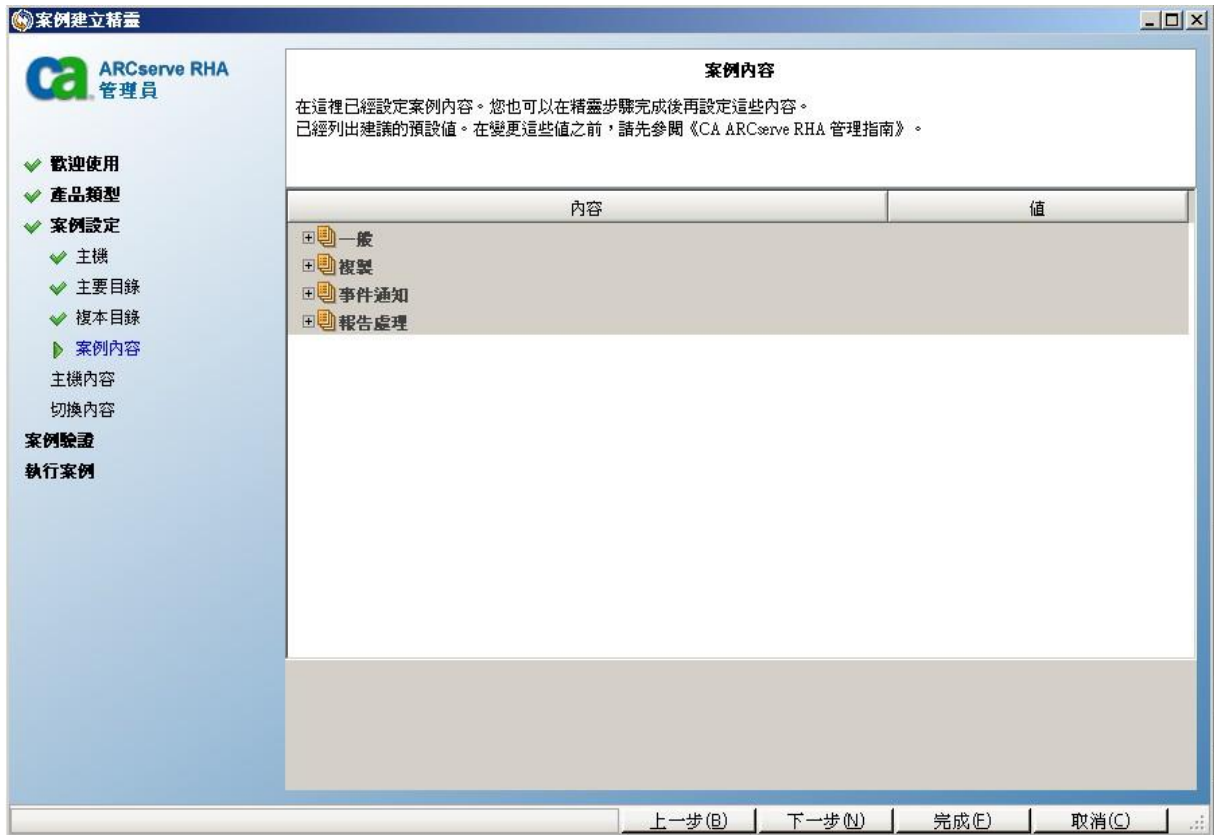 案例建立精靈
ca
ARCserve RHA
管理員
歡迎使用
產品類型
案例設定
主機
主要目錄
複本目錄
案例內容
主機內容
切換內容
案例驗證
執行案例
案例內容
在這裡已經設定案例內容。您也可以在精靈步驟完成後再設定這些內容。
已經列出建議的預設值。在變更這些值之前，請先參閱《CA ARCserve RHA 管理指南》。
內容 值
一般
複製
事件通知
報告處理
上一步(B) 下一步(N) 完成(F) 取消(C)